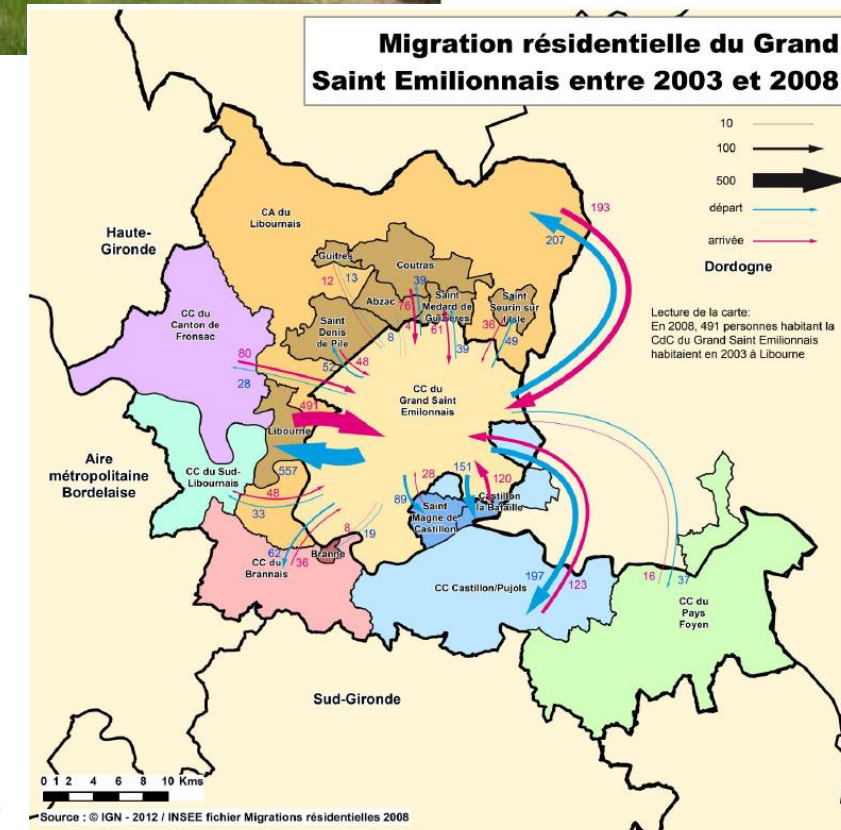 Migration résidentielle du Grand
Saint Emilionnais entre 2003 et 2008
10
100
500
départ
arrivée
Dordogne
Lecture de la carte:
En 2008, 491 personnes habitant la
CdC du Grand Saint Emilionnais
habitaient en 2003 à Libourne
193
207
CA du
Libournais
Haute-
Gironde
Guitres
Coutras
12
13
39
Abzac
76
Saint
Medard de
Guizières
Saint
Seurin sur
l'Isle
CC du
Canton de
Fronsac
Saint
Denis
de Pile
4
61
36
8
39
49
52
48
80
28
CC du
Grand Saint
Emilonnais
491
Libourne
Aire
métropolitaine
Bordelaise
CC du Sud-
Libournais
557
48
33
28
151
120
89
Saint
Magne de
Castillon
Castillon
la Bataille
8
19
62
36
Branne
CC du
Brannais
197
123
CC Castillon/Pujols
16
37
CC du
Pays
Foyen
Sud-Gironde
0 1 2 4 6 8 10 Kms
Source : © IGN - 2012 / INSEE fichier Migrations résidentielles 2008